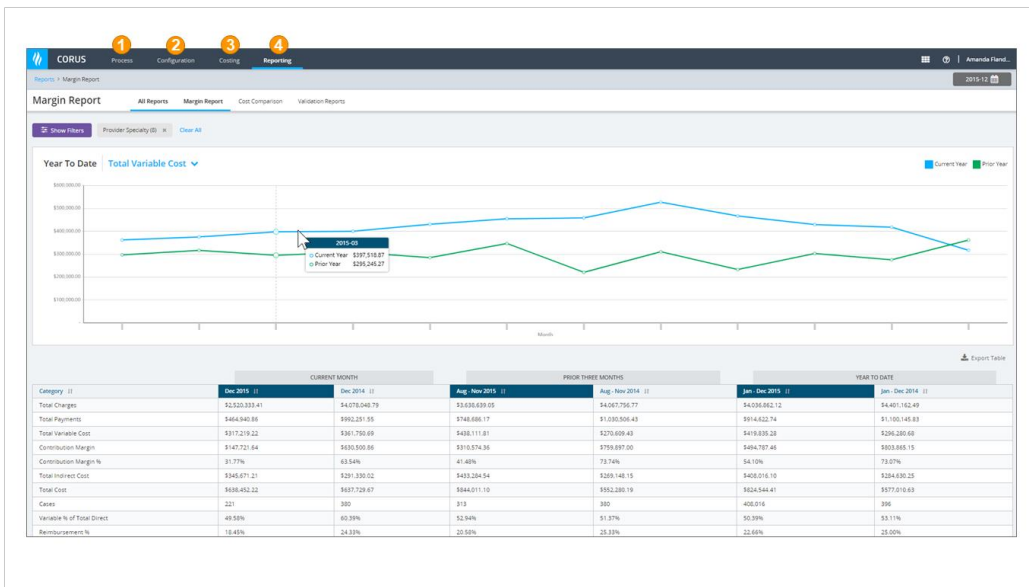 1 2 3 4
CORUS Process Configuration Costing Reporting Amanda Fland...
Reports > Margin Report 2015-12
Margin Report All Reports Margin Report Cost Comparison Validation Reports
Show Filters Provider Specialty (8) x Clear All
Year To Date Total Variable Cost Current Year Prior Year
$600,000.00
$500,000.00
$400,000.00
$300,000.00
$200,000.00
$100,000.00
2015-03
Current Year $397,518.87
Prior Year $295,245.27
Month
Export Table
CURRENT MONTH PRIOR THREE MONTHS YEAR TO DATE
Category Dec 2015 Dec 2014 Aug - Nov 2015 Aug - Nov 2014 Jan - Dec 2015 Jan - Dec 2014
Total Charges $2,520,333.41 $4,078,048.79 $3,638,639.05 $4,067,756.77 $4,036,862.12 $4,401,162.49
Total Payments $464,940.86 $992,251.55 $748,686.17 $1,030,506.43 $914,622.74 $1,100,145.83
Total Variable Cost $317,219.22 $361,750.69 $438,111.81 $270,609.43 $419,835.28 $296,280.68
Contribution Margin $147,721.64 $630,500.86 $310,574.36 $759,897.00 $494,787.46 $803,865.15
Contribution Margin % 31.77% 63.54% 41.48% 73.74% 54.10% 73.07%
Total Indirect Cost $345,671.21 $291,330.02 $433,284.54 $269,148.15 $408,016.10 $284,630.25
Total Cost $638,452.22 $637,729.67 $844,011.10 $552,280.19 $824,544.41 $577,010.63
Cases 221 380 313 380 408,016 396
Variable % of Total Direct 49.58% 60.39% 52.94% 51.37% 50.39% 53.11%
Reimbursement % 18.45% 24.33% 20.58% 25.33% 22.66% 25.00%